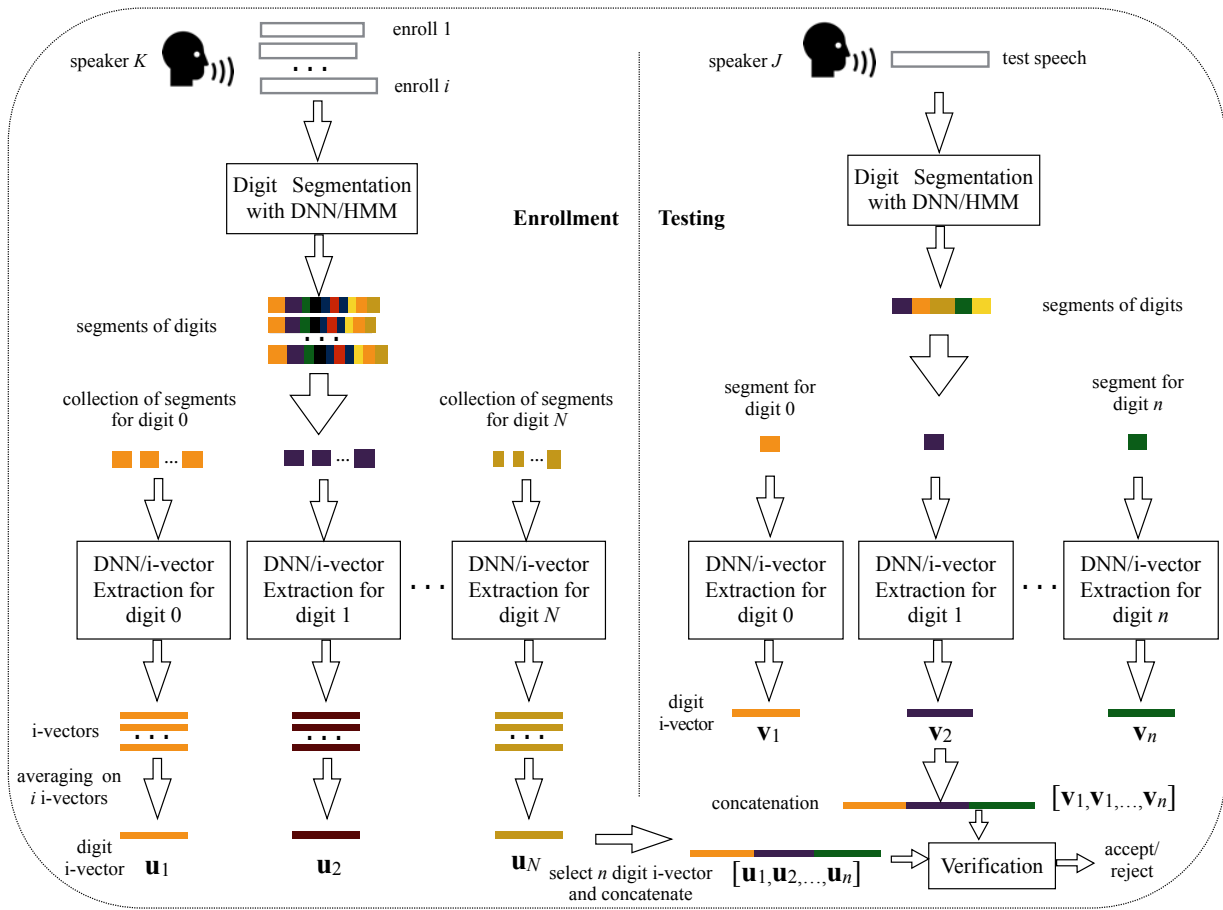 speaker K
enroll 1
. . .
enroll i
Digit Segmentation
with DNN/HMM
Enrollment
segments of digits
. . .
collection of segments
for digit 0
collection of segments
for digit N
...
...
...
DNN/i-vector
Extraction for
digit 0
DNN/i-vector
Extraction for
digit 1
. . .
DNN/i-vector
Extraction for
digit N
i-vectors
. . .
. . .
. . .
averaging on
i i-vectors
digit
i-vector
u1
u2
uN
select n digit i-vector
and concatenate
speaker J
test speech
Digit Segmentation
with DNN/HMM
Testing
segments of digits
segment for
digit 0
segment for
digit n
DNN/i-vector
Extraction for
digit 0
DNN/i-vector
Extraction for
digit 1
. . .
DNN/i-vector
Extraction for
digit n
digit
i-vector
v1
v2
vn
concatenation
[v1,v1,...,vn]
[u1,u2,...,un]
Verification
accept/
reject